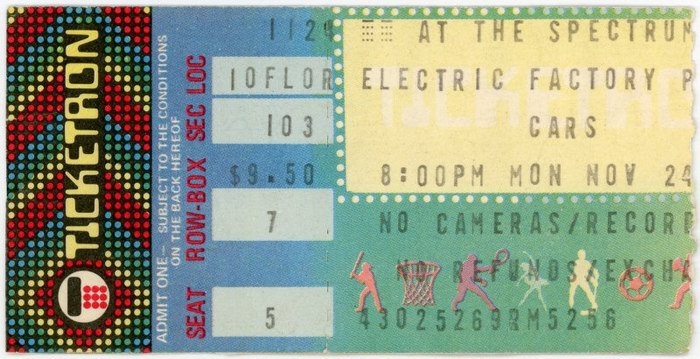 TICKETRON
ADMIT ONE— SUBJECT TO THE CONDITIONS
ON THE BACK HEREOF
SEAT ROW-BOX SEC LOC
112
10FLOR
103
$9.50
7
5
AT THE SPECTRUM
ELECTRIC FACTORY P
CARS
8:00PM MON NOV 24
NO CAMERAS/RECOR
NO REFUNDS/EXCH
43025269RM5256